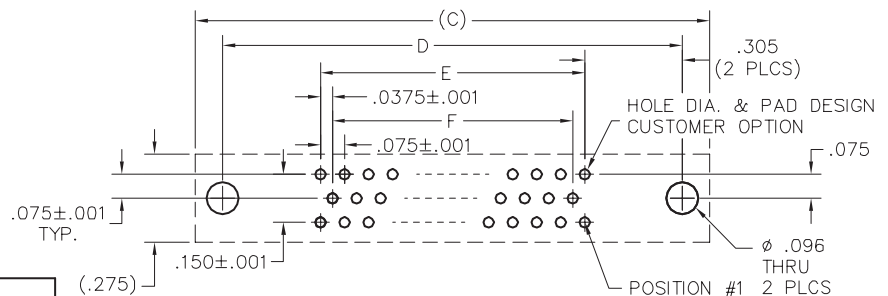 (C)
D
.305
(2 PLCS)
E
.0375±.001
HOLE DIA. & PAD DESIGN
CUSTOMER OPTION
F
.075±.001
.075
.075±.001
TYP.
.150±.001
Ø .096
THRU
2 PLCS
(.275)
POSITION #1